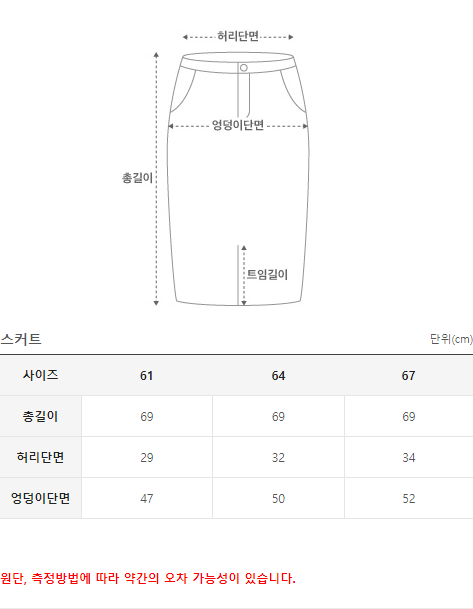 허리단면
엉덩이단면
총길이
트임길이
스커트 단위(cm)
사이즈 61 64 67
총길이 69 69 69
허리단면 29 32 34
엉덩이단면 47 50 52
원단, 측정방법에 따라 약간의 오차 가능성이 있습니다.